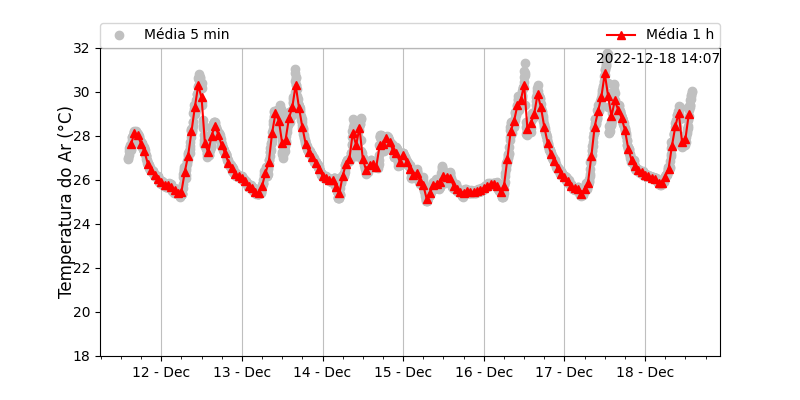 Média 5 min
Média 1 h
2022-12-18 14:07
Temperatura do Ar (°C)
32
30
28
26
24
22
20
18
12 - Dec
13 - Dec
14 - Dec
15 - Dec
16 - Dec
17 - Dec
18 - Dec